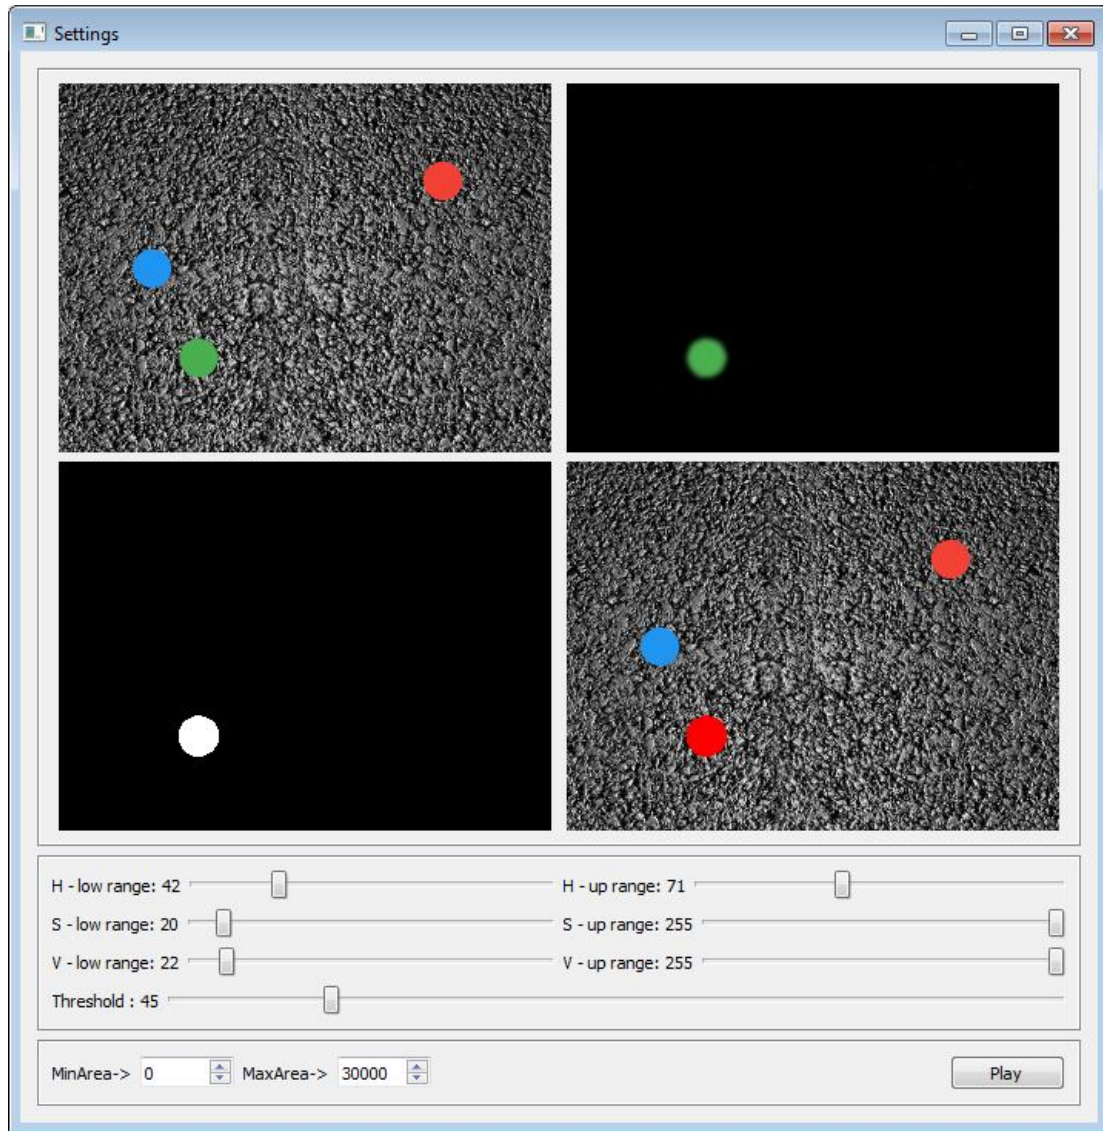 Settings
H - low range: 42 H - up range: 71
S - low range: 20 S - up range: 255
V - low range: 22 V - up range: 255
Threshold : 45
MinArea-> 0 MaxArea-> 30000 Play